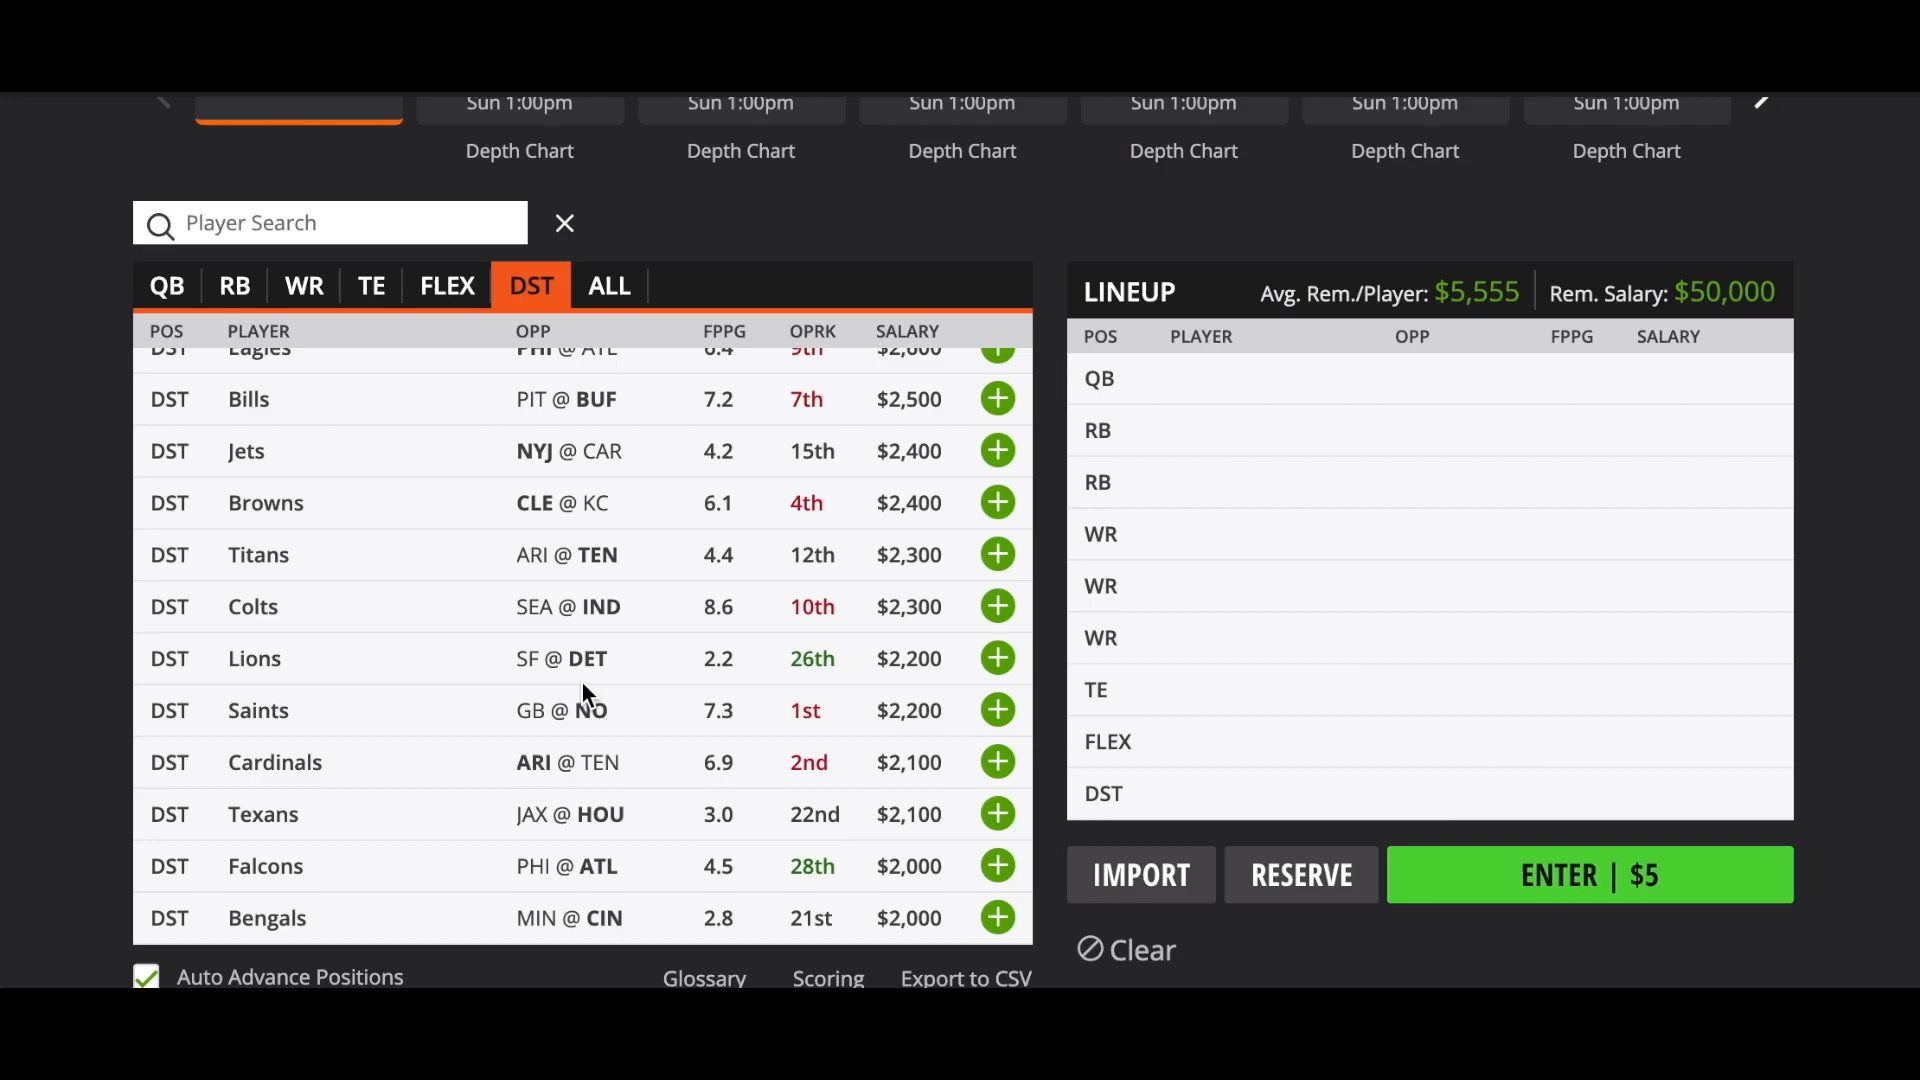 Sun 1:00pm Sun 1:00pm Sun 1:00pm Sun 1:00pm Sun 1:00pm Sun 1:00pm
Depth Chart Depth Chart Depth Chart Depth Chart Depth Chart Depth Chart
Player Search
QB RB WR TE FLEX DST ALL
POS PLAYER OPP FPPG OPRK SALARY
DST Eagles PHI @ ATL 6.4 9th $2,600
DST Bills PIT @ BUF 7.2 7th $2,500
DST Jets NYJ @ CAR 4.2 15th $2,400
DST Browns CLE @ KC 6.1 4th $2,400
DST Titans ARI @ TEN 4.4 12th $2,300
DST Colts SEA @ IND 8.6 10th $2,300
DST Lions SF @ DET 2.2 26th $2,200
DST Saints GB @ NO 7.3 1st $2,200
DST Cardinals ARI @ TEN 6.9 2nd $2,100
DST Texans JAX @ HOU 3.0 22nd $2,100
DST Falcons PHI @ ATL 4.5 28th $2,000
DST Bengals MIN @ CIN 2.8 21st $2,000
Auto Advance Positions Glossary Scoring Export to CSV
LINEUP Avg. Rem./Player: $5,555 Rem. Salary: $50,000
POS PLAYER OPP FPPG SALARY
QB
RB
RB
WR
WR
WR
TE
FLEX
DST
IMPORT RESERVE ENTER | $5
Clear